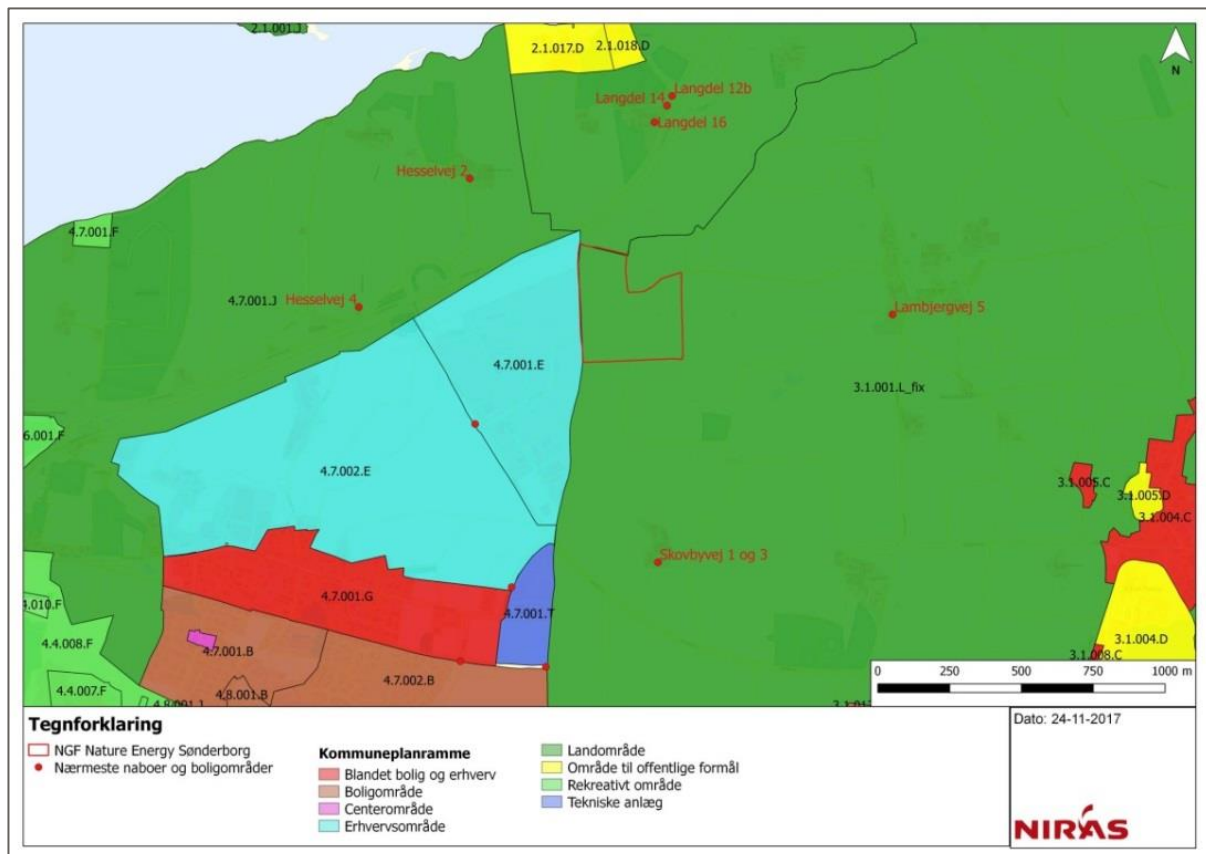 2.1.001.J
2.1.017.D
2.1.018.D
N
Langdel 12b
Langdel 14
Langdel 16
Hesselvej 2
4.7.001.F
4.7.001.J
Hesselvej 4
Lambjergvej 5
4.7.001.E
3.1.001.L_fix
6.001.F
4.7.002.E
3.1.005.C
3.1.005.D
3.1.004.C
Skovbyvej 1 og 3
4.7.001.G
4.7.001.T
4.010.F
4.4.008.F
4.7.001.B
3.1.004.D
3.1.008.C
4.4.007.F
4.8.001.B
4.7.002.B
0 250 500 750 1000 m
Tegnforklaring
NGF Nature Energy Sønderborg
Nærmeste naboer og boligområder
Kommuneplanramme
Blandet bolig og erhverv
Boligområde
Centerområde
Erhvervsområde
Landområde
Område til offentlige formål
Rekreativt område
Tekniske anlæg
Dato: 24-11-2017
NIRAS